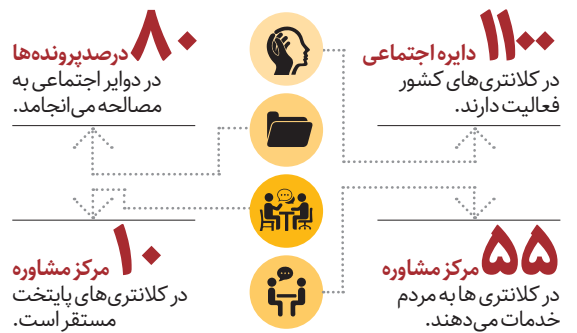 ۱۱۰۰ دایره اجتماعی
در کلانتری‌های کشور
فعالیت دارند.
۸۰ درصد پرونده‌ها
در دوایر اجتماعی به
مصالحه می‌انجامد.
۵۵ مرکز مشاوره
در کلانتری ها به مردم
خدمات می‌دهند.
۱۰ مرکز مشاوره
در کلانتری‌های پایتخت
مستقر است.